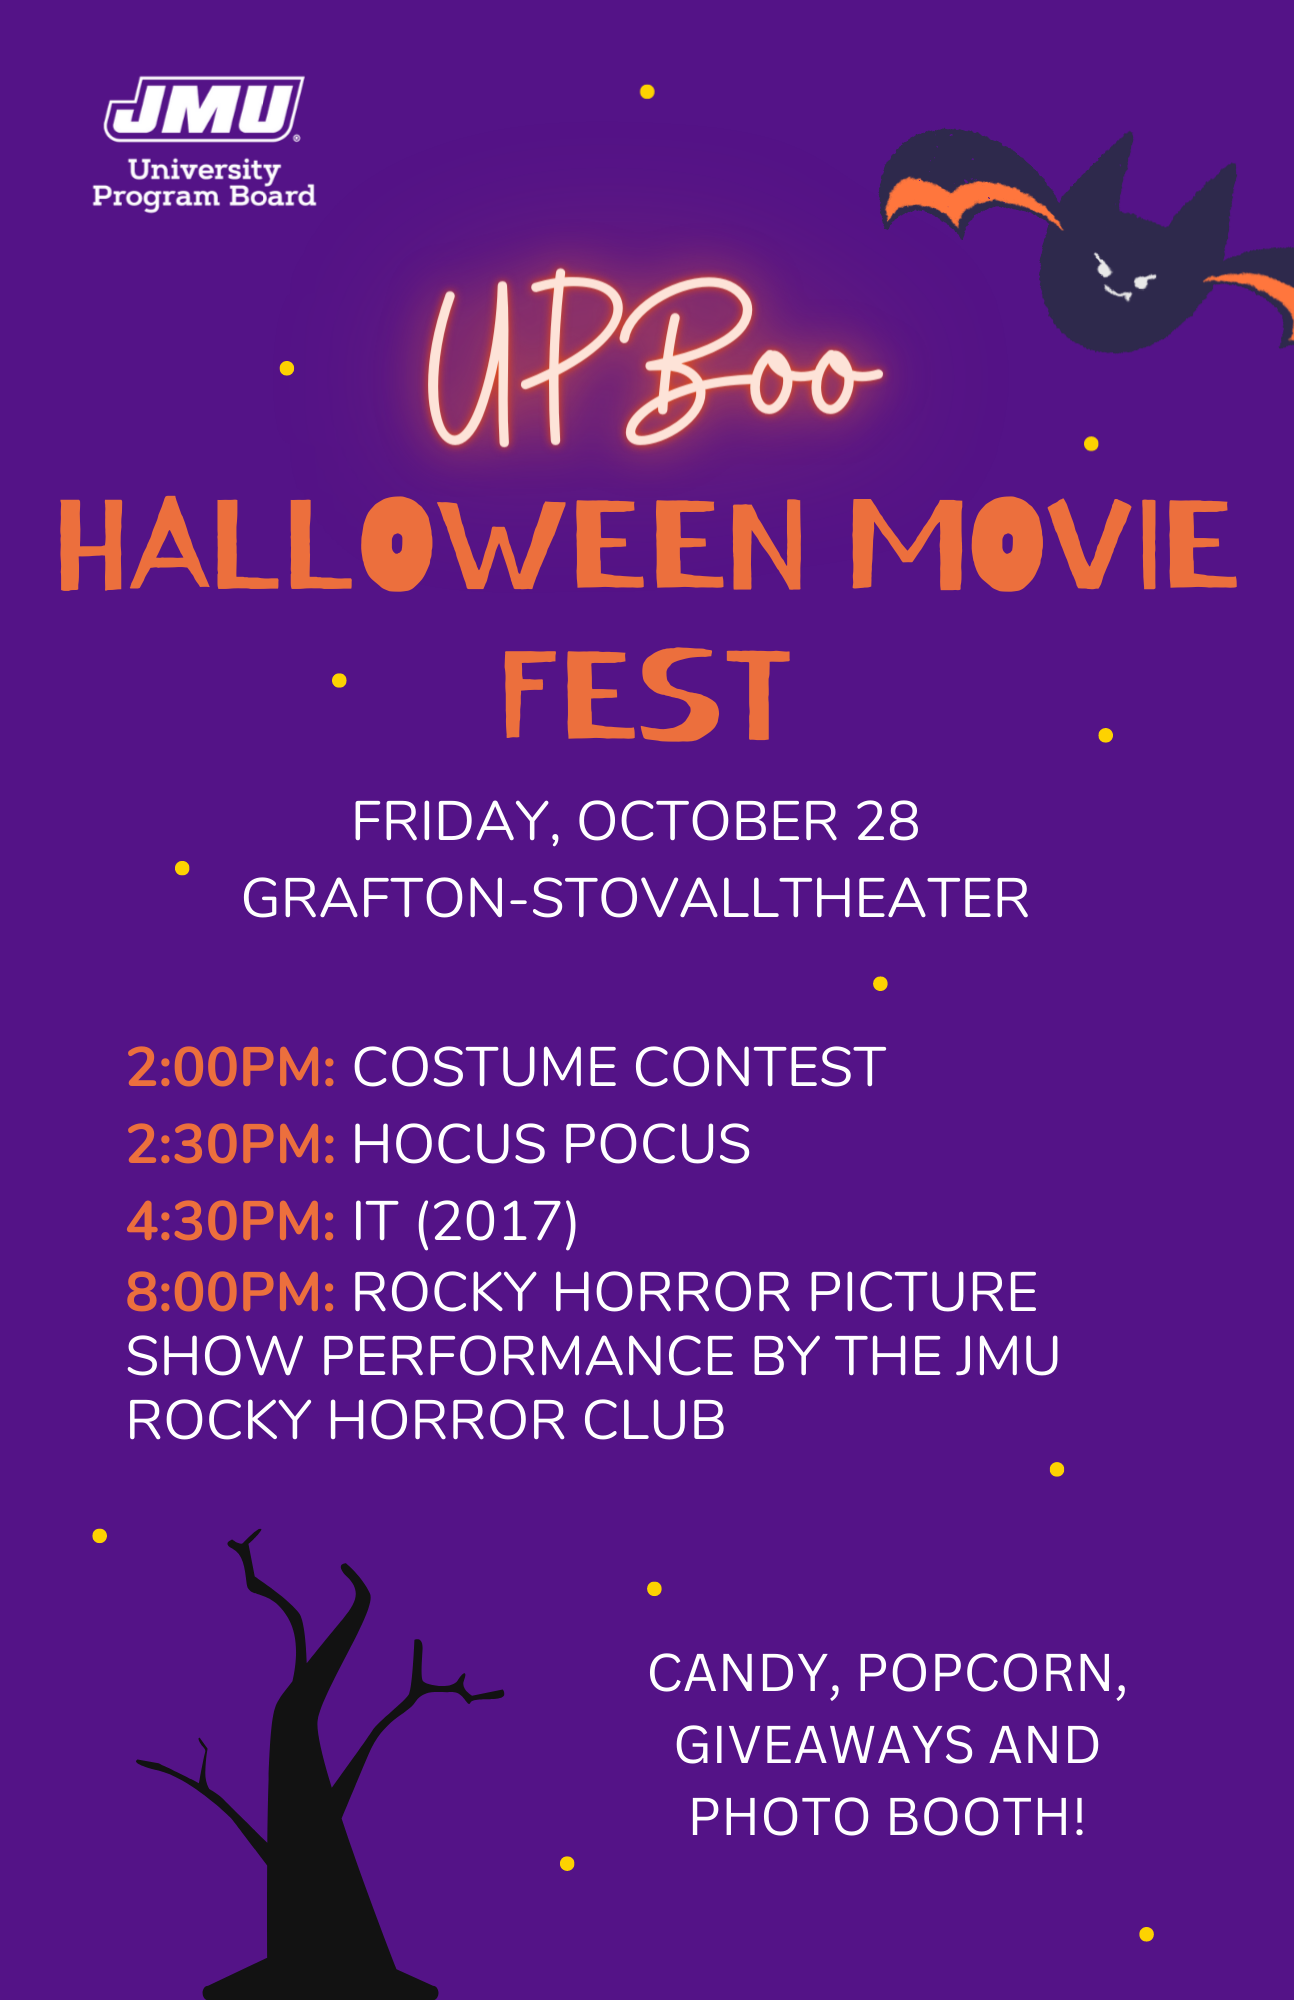 JMU®
University
Program Board
UPBoo
HALLOWEEN MOVIE
FEST
FRIDAY, OCTOBER 28
GRAFTON-STOVALLTHEATER
2:00PM: COSTUME CONTEST
2:30PM: HOCUS POCUS
4:30PM: IT (2017)
8:00PM: ROCKY HORROR PICTURE
SHOW PERFORMANCE BY THE JMU
ROCKY HORROR CLUB
CANDY, POPCORN,
GIVEAWAYS AND
PHOTO BOOTH!